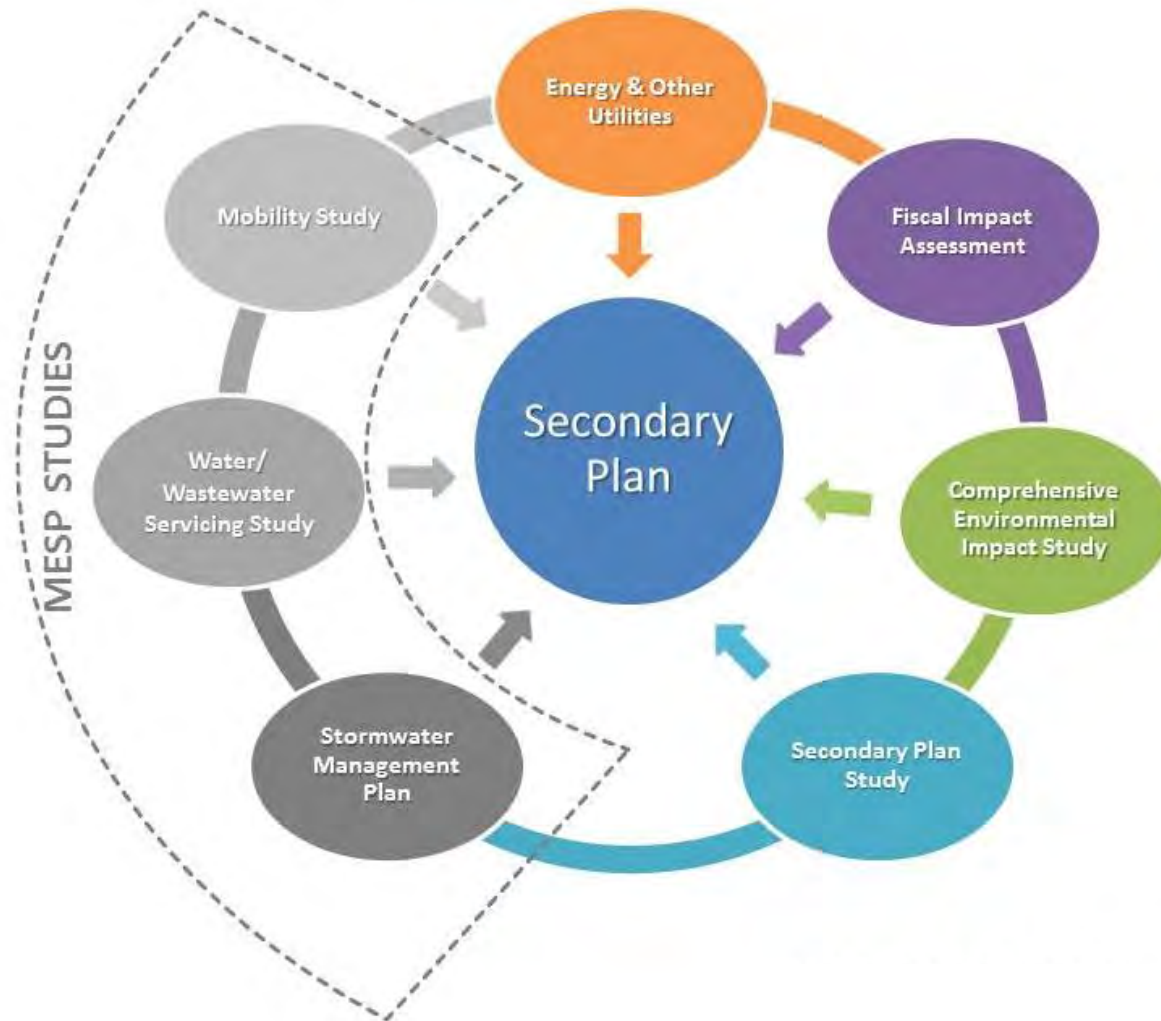 Energy & Other
Utilities
Mobility Study
Fiscal Impact
Assessment
MESP STUDIES
Secondary
Plan
Water/
Wastewater
Servicing Study
Comprehensive
Environmental
Impact Study
Stormwater
Management
Plan
Secondary Plan
Study